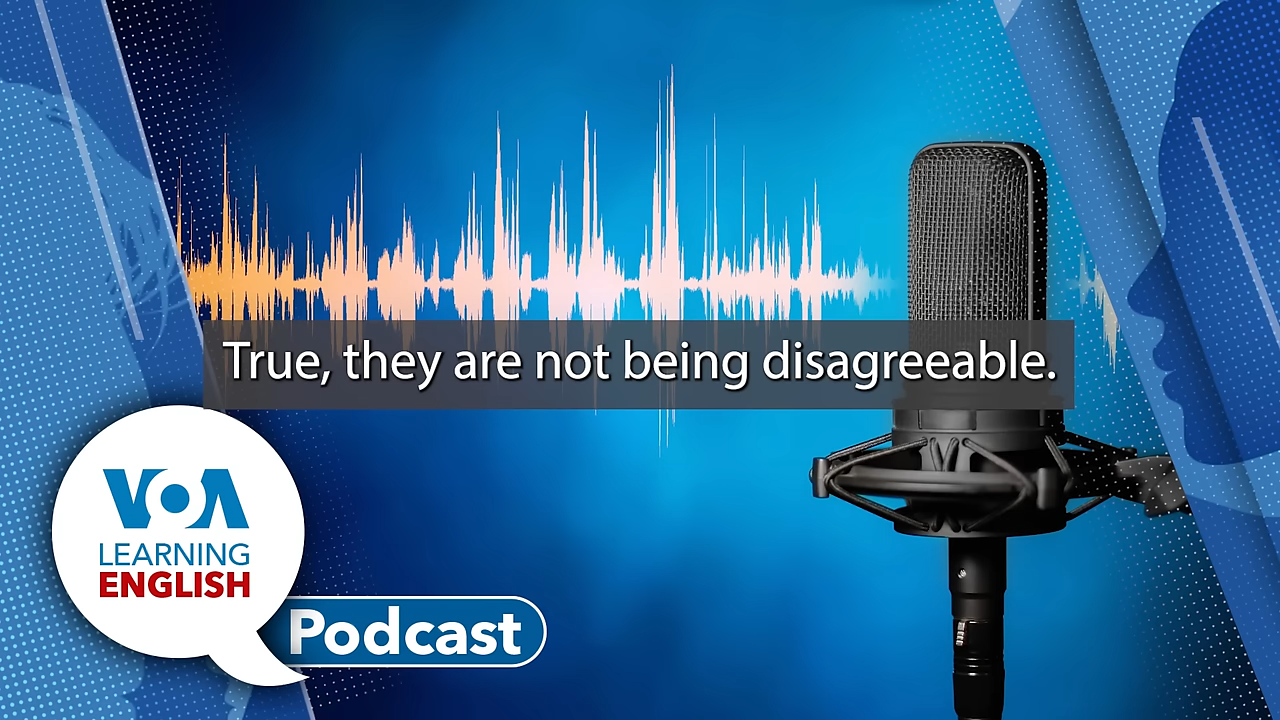 True, they are not being disagreeable.
VOA
LEARNING
ENGLISH
Podcast